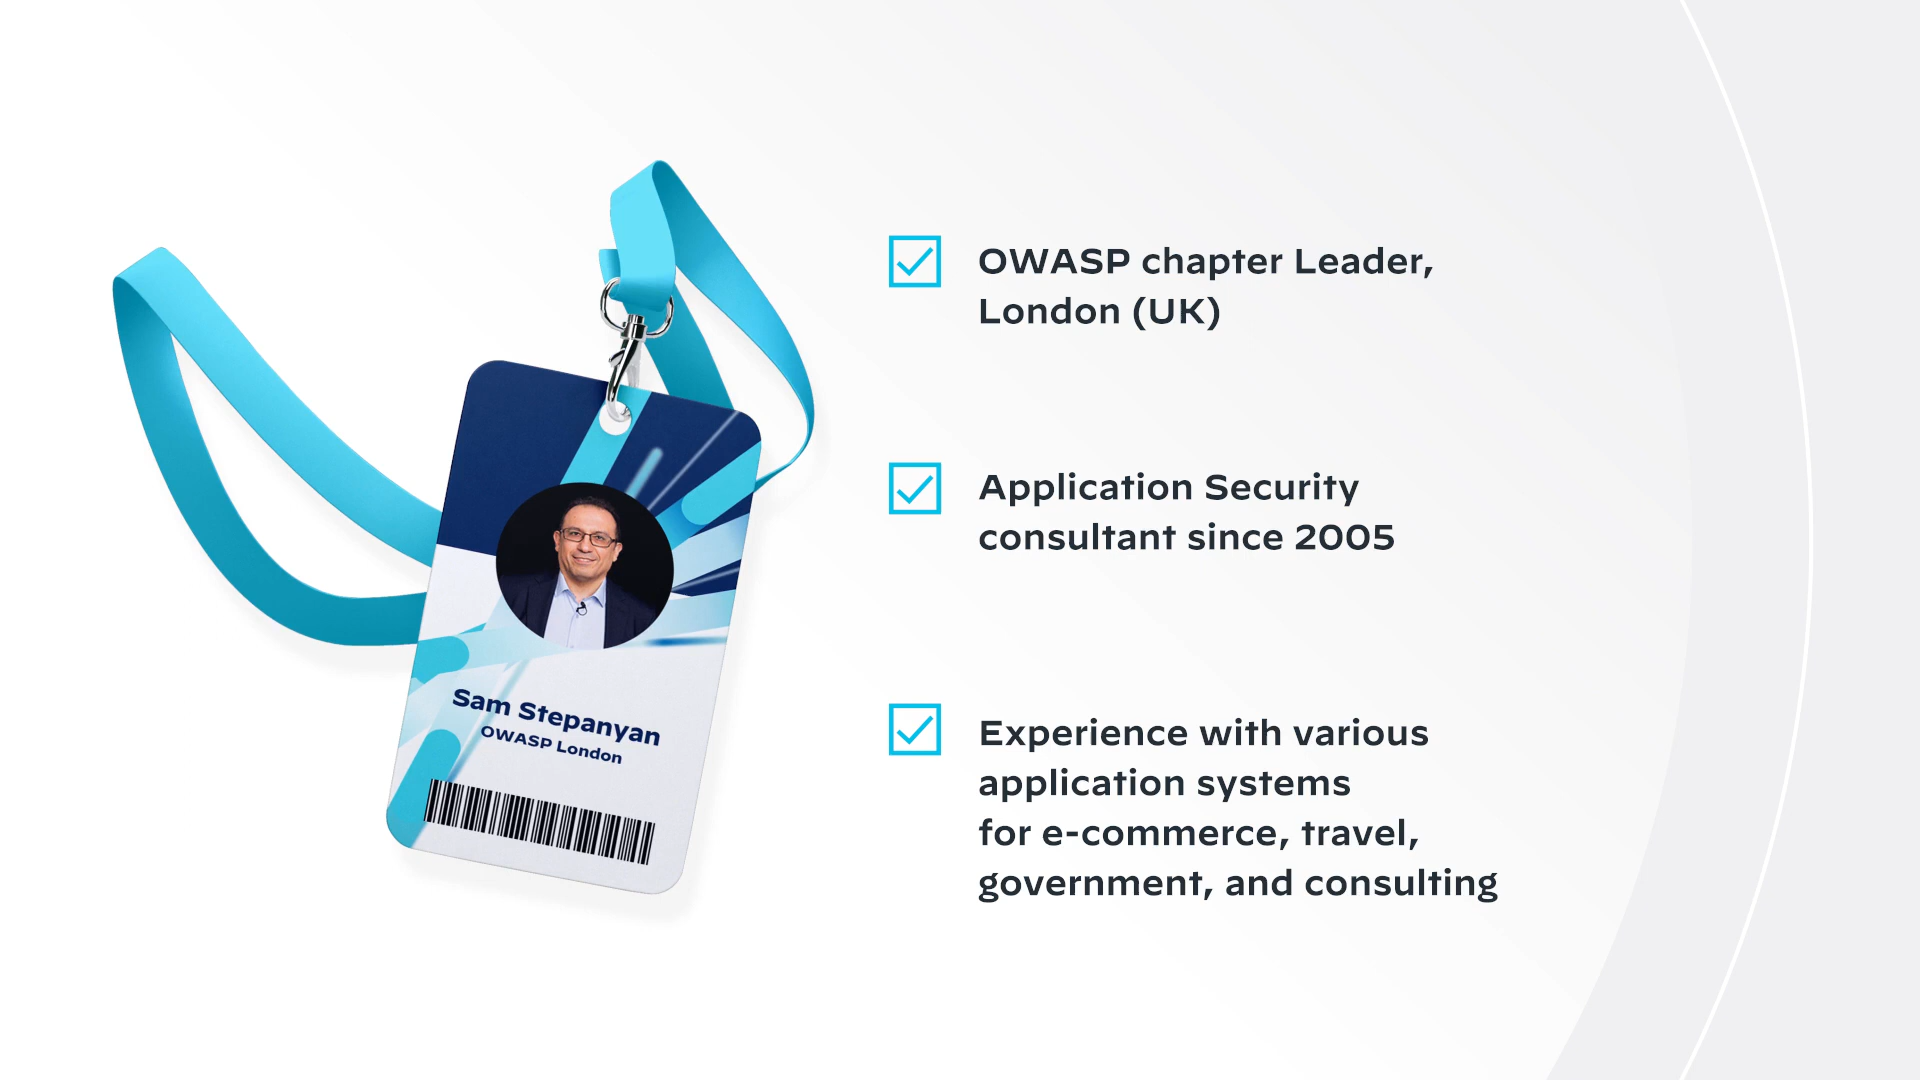 Sam Stepanyan
OWASP London
OWASP chapter Leader,
London (UK)
Application Security
consultant since 2005
Experience with various
application systems
for e-commerce, travel,
government, and consulting